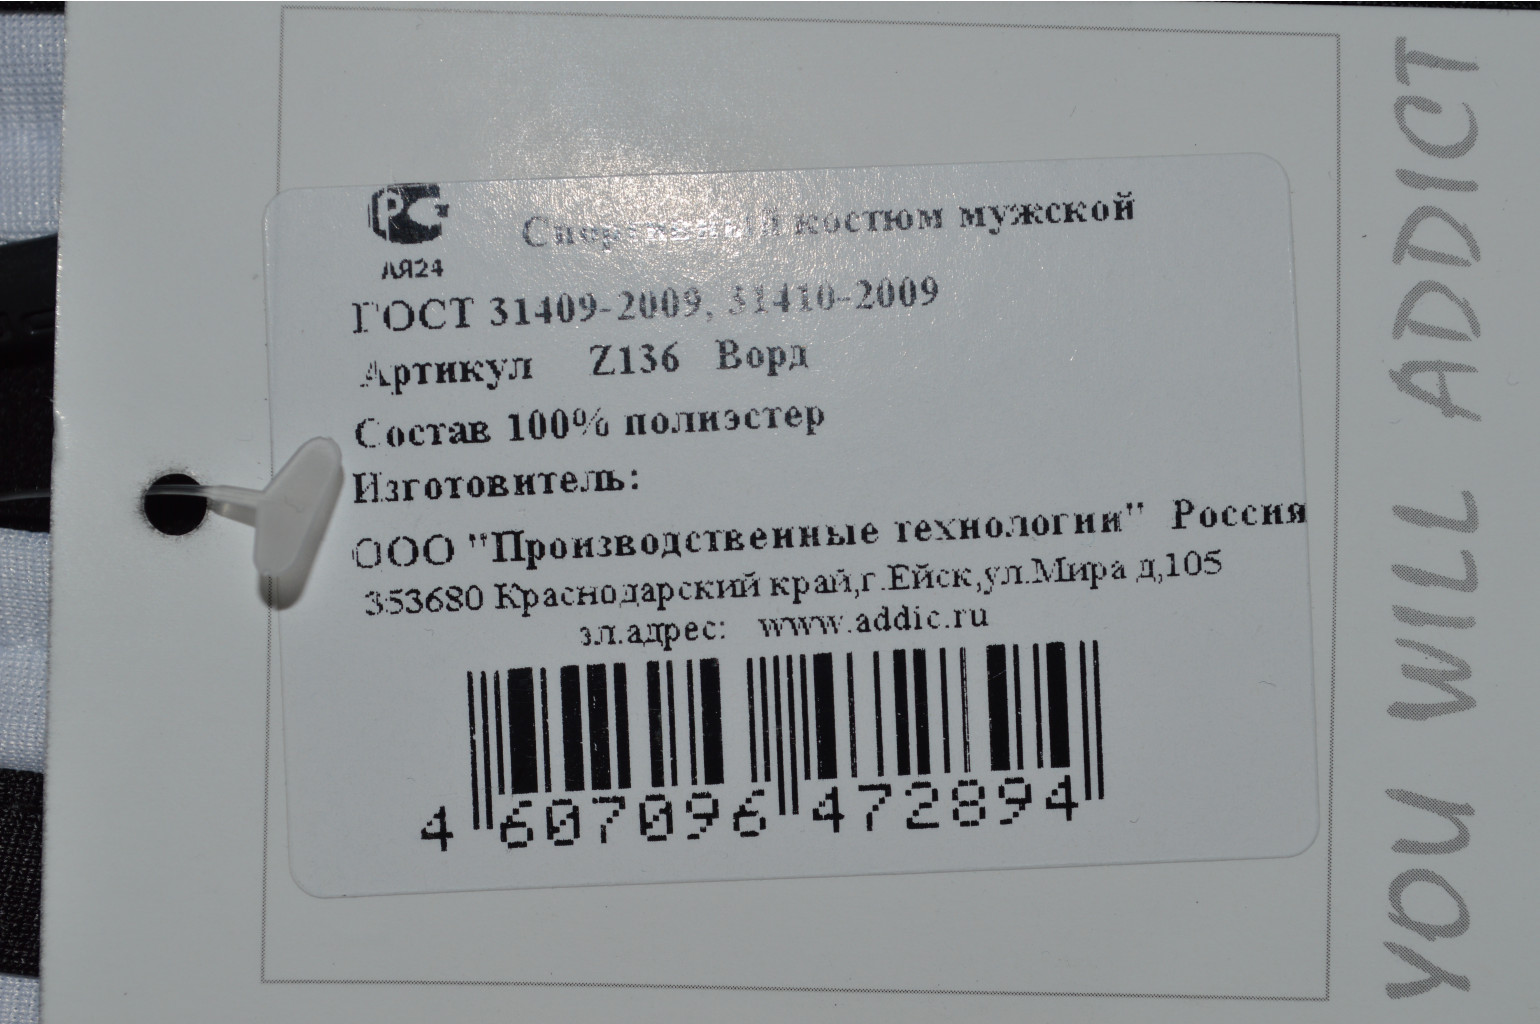 РСТ
АЯ24
Спортивный костюм мужской
ГОСТ 31409-2009, 31410-2009
Артикул Z136 Ворд
Состав 100% полиэстер
Изготовитель:
ООО "Производственные технологии" Россия
353680 Краснодарский край,г.Ейск,ул.Мира д,105
эл.адрес: www.addic.ru
4 607096 472894
YOU WILL ADDICT